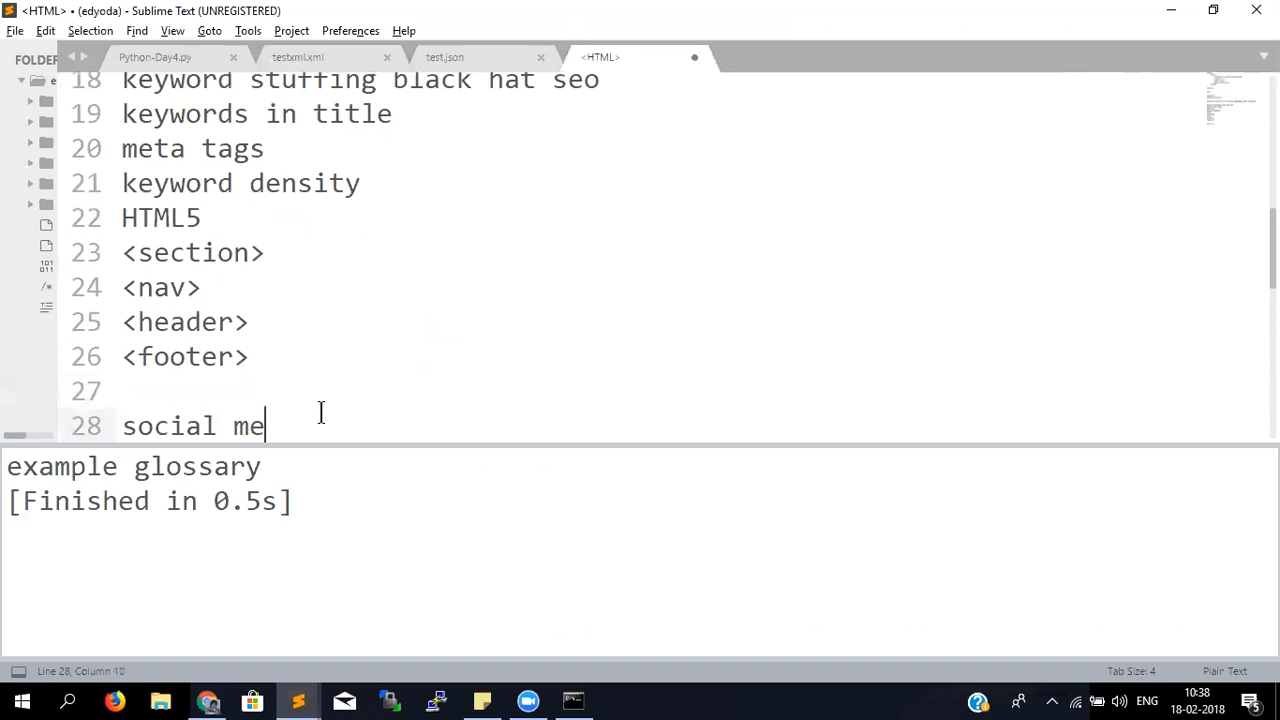 <HTML> • (edyoda) - Sublime Text (UNREGISTERED)
File Edit Selection Find View Goto Tools Project Preferences Help
FOLDER
Python-Day4.py
testxml.xml
test.json
<HTML>
e
18 keyword stuffing black hat seo
19 keywords in title
20 meta tags
21 keyword density
22 HTML5
23 <section>
24 <nav>
25 <header>
26 <footer>
27
28 social me
example glossary
[Finished in 0.5s]
Line 28, Column 10
Tab Size: 4
Plain Text
ENG
10:38
18-02-2018
5